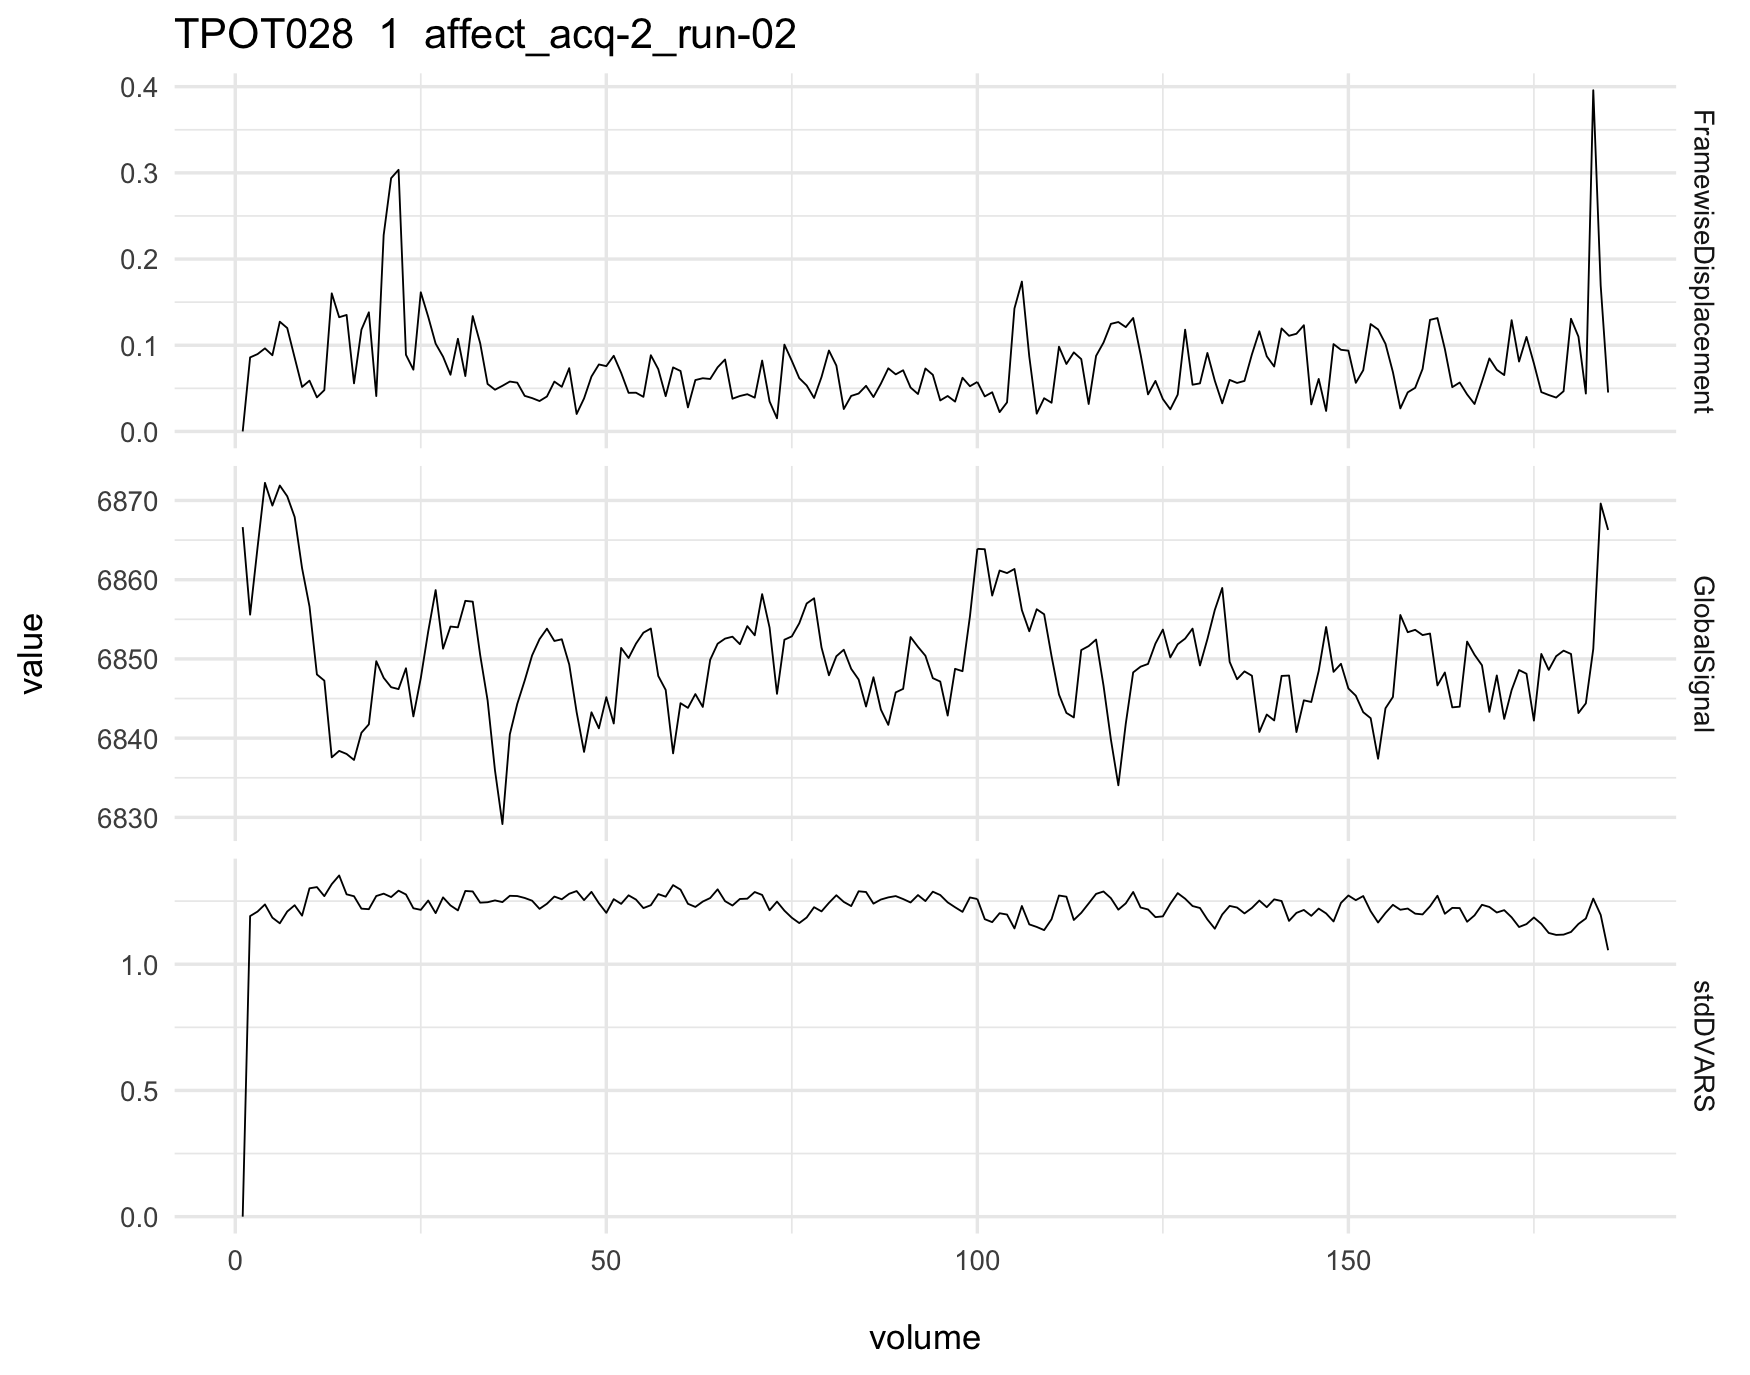 TPOT028  1  affect_acq-2_run-02
0.4
0.3
0.2
0.1
0.0
FramewiseDisplacement
6870
6860
6850
6840
6830
GlobalSignal
value
1.0
0.5
0.0
stdDVARS
0 50 100 150
volume